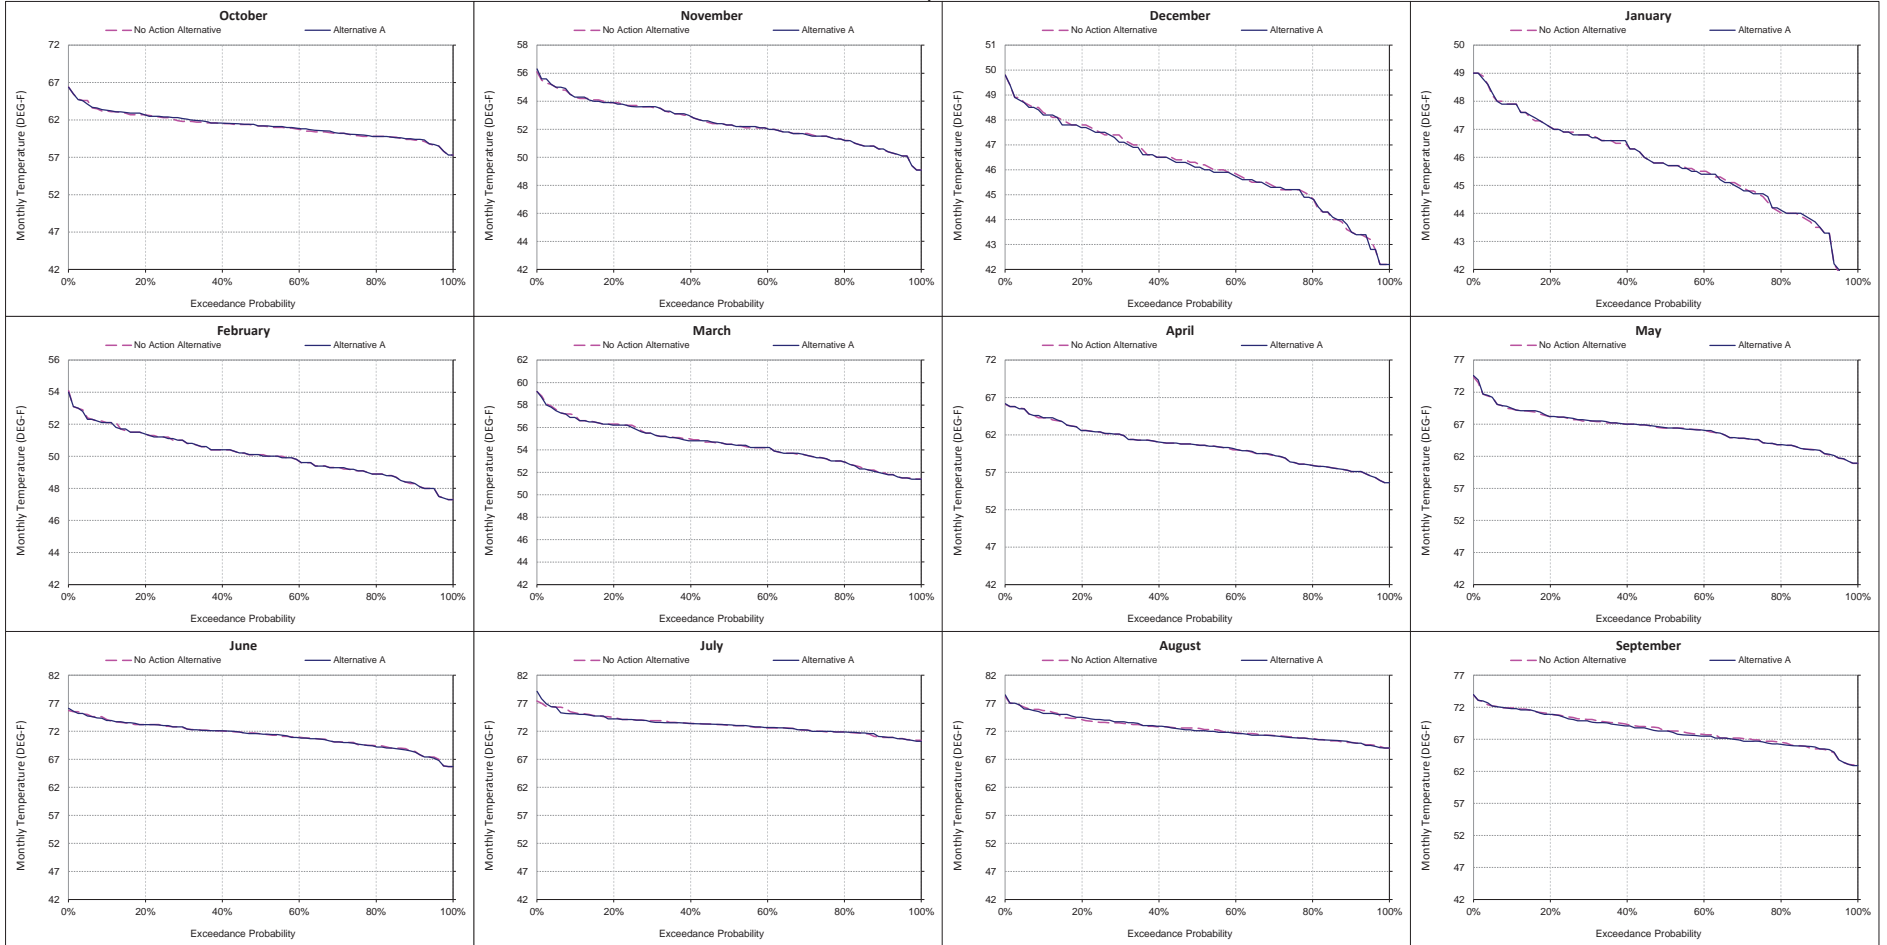 October
No Action Alternative Alternative A
72
67
62
57
52
47
42
0% 20% 40% 60% 80% 100%
Monthly Temperature (DEG-F)
Exceedance Probability
November
No Action Alternative Alternative A
58
56
54
52
50
48
46
44
42
0% 20% 40% 60% 80% 100%
Monthly Temperature (DEG-F)
Exceedance Probability
December
No Action Alternative Alternative A
51
50
49
48
47
46
45
44
43
42
0% 20% 40% 60% 80% 100%
Monthly Temperature (DEG-F)
Exceedance Probability
January
No Action Alternative Alternative A
50
49
48
47
46
45
44
43
42
0% 20% 40% 60% 80% 100%
Monthly Temperature (DEG-F)
Exceedance Probability
February
No Action Alternative Alternative A
56
54
52
50
48
46
44
42
0% 20% 40% 60% 80% 100%
Monthly Temperature (DEG-F)
Exceedance Probability
March
No Action Alternative Alternative A
62
60
58
56
54
52
50
48
46
44
42
0% 20% 40% 60% 80% 100%
Monthly Temperature (DEG-F)
Exceedance Probability
April
No Action Alternative Alternative A
72
67
62
57
52
47
42
0% 20% 40% 60% 80% 100%
Monthly Temperature (DEG-F)
Exceedance Probability
May
No Action Alternative Alternative A
77
72
67
62
57
52
47
42
0% 20% 40% 60% 80% 100%
Monthly Temperature (DEG-F)
Exceedance Probability
June
No Action Alternative Alternative A
82
77
72
67
62
57
52
47
42
0% 20% 40% 60% 80% 100%
Monthly Temperature (DEG-F)
Exceedance Probability
July
No Action Alternative Alternative A
82
77
72
67
62
57
52
47
42
0% 20% 40% 60% 80% 100%
Monthly Temperature (DEG-F)
Exceedance Probability
August
No Action Alternative Alternative A
82
77
72
67
62
57
52
47
42
0% 20% 40% 60% 80% 100%
Monthly Temperature (DEG-F)
Exceedance Probability
September
No Action Alternative Alternative A
77
72
67
62
57
52
47
42
0% 20% 40% 60% 80% 100%
Monthly Temperature (DEG-F)
Exceedance Probability